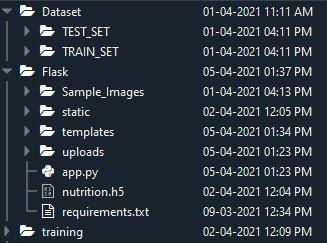 Dataset 01-04-2021 11:11 AM
TEST_SET 01-04-2021 04:11 PM
TRAIN_SET 01-04-2021 04:11 PM
Flask 05-04-2021 01:37 PM
Sample_Images 01-04-2021 04:13 PM
static 02-04-2021 12:05 PM
templates 05-04-2021 01:34 PM
uploads 05-04-2021 01:23 PM
app.py 05-04-2021 01:23 PM
nutrition.h5 02-04-2021 12:04 PM
requirements.txt 09-03-2021 12:34 PM
training 02-04-2021 12:09 PM